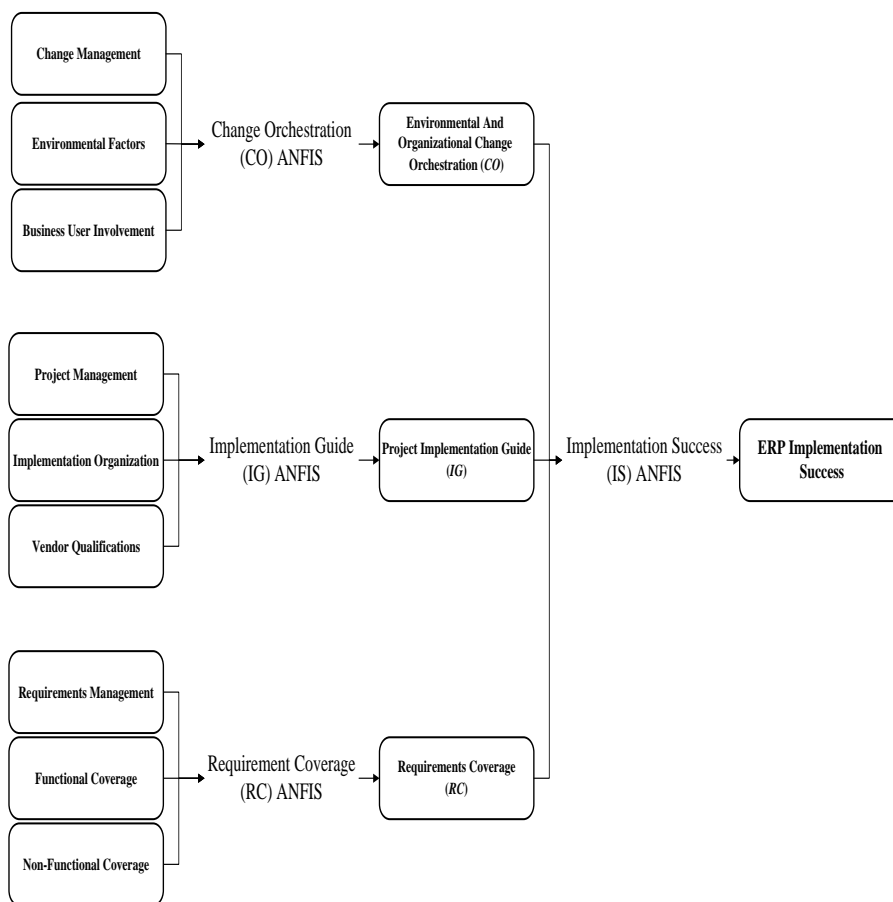 Change Management
Environmental Factors
Business User Involvement
Change Orchestration
(CO) ANFIS
Environmental And
Organizational Change
Orchestration (CO)
Project Management
Implementation Organization
Vendor Qualifications
Implementation Guide
(IG) ANFIS
Project Implementation Guide
(IG)
Implementation Success
(IS) ANFIS
ERP Implementation
Success
Requirements Management
Functional Coverage
Non-Functional Coverage
Requirement Coverage
(RC) ANFIS
Requirements Coverage
(RC)